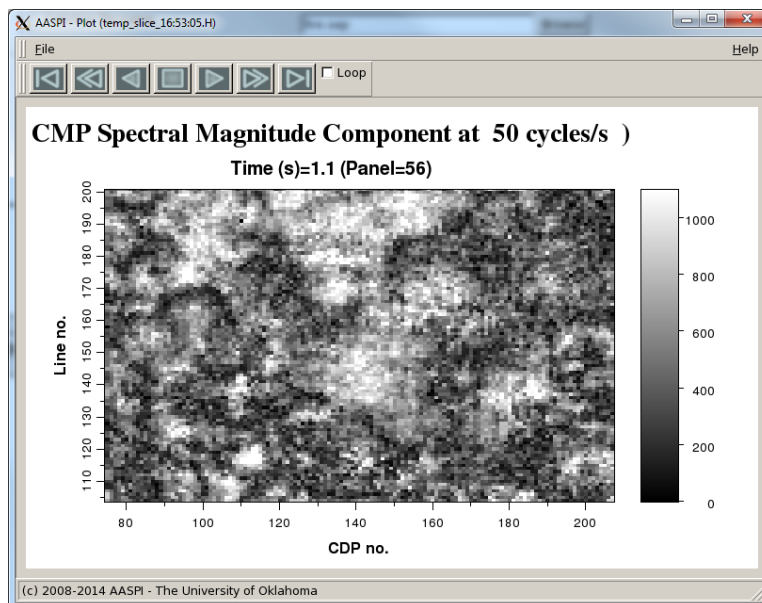 AASPI - Plot (temp_slice_16:53:05.H)
File Help
Loop
CMP Spectral Magnitude Component at 50 cycles/s )
Time (s)=1.1 (Panel=56)
200
190
180
170
160
150
140
130
120
110
Line no.
80 100 120 140 160 180 200
CDP no.
1000
800
600
400
200
0
(c) 2008-2014 AASPI - The University of Oklahoma